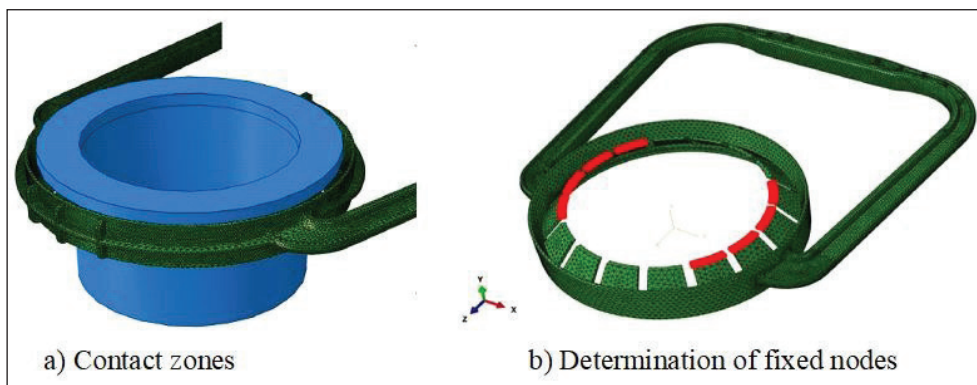 Y
Z
X
a) Contact zones
b) Determination of fixed nodes